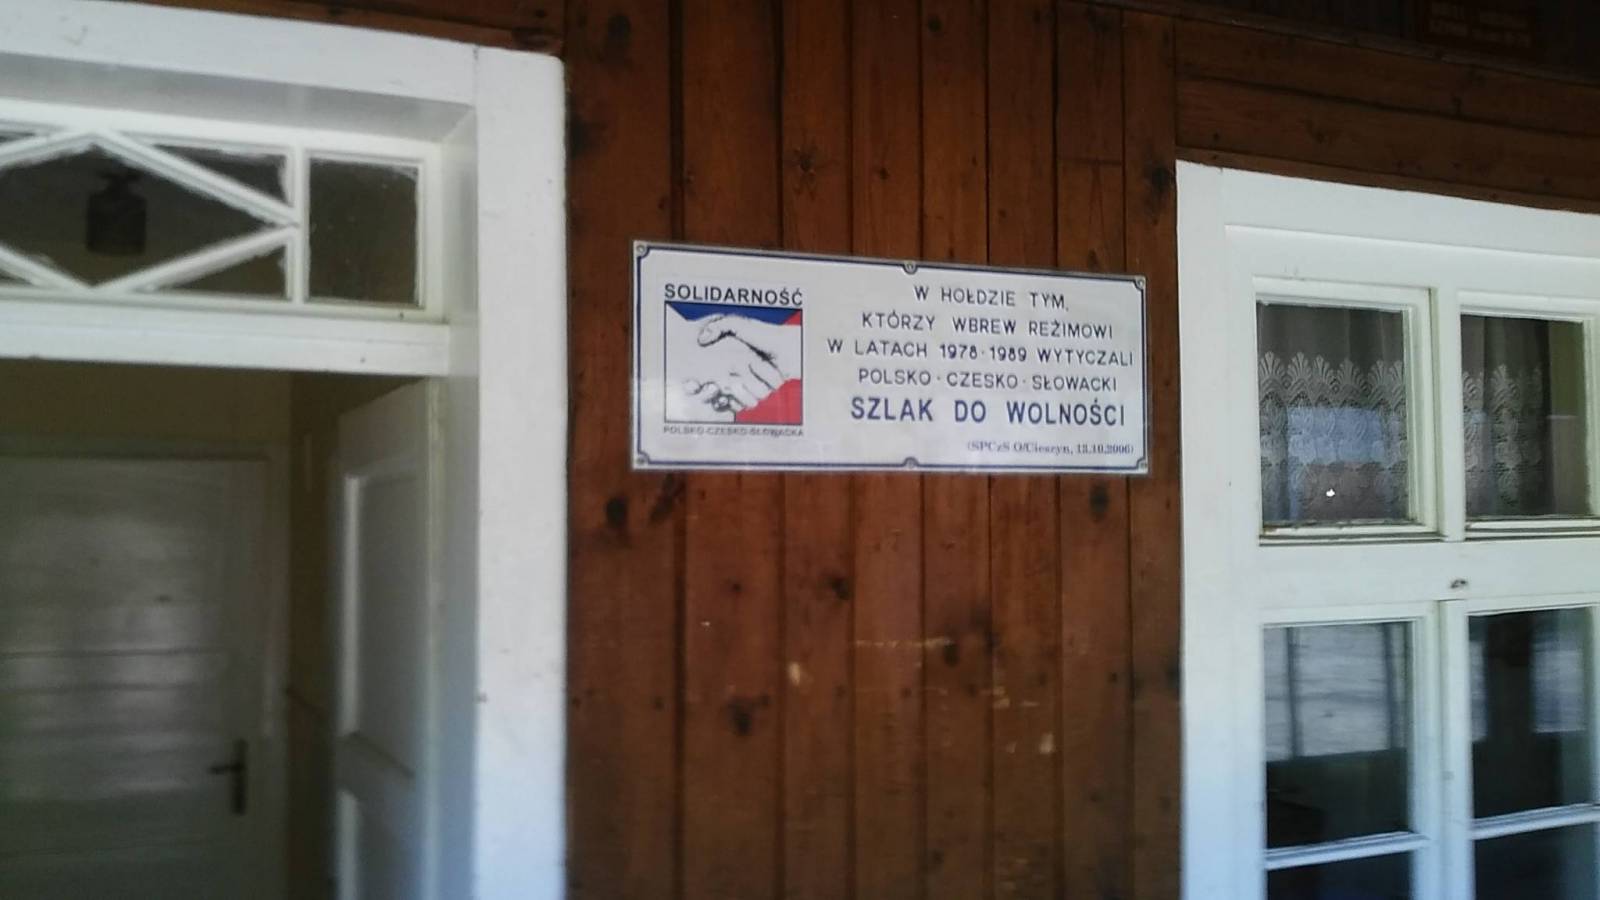 SOLIDARNOŚĆ
POLSKO-CZESKO-SŁOWACKA
W HOŁDZIE TYM,
KTÓRZY WBREW REŻIMOWI
W LATACH 1978-1989 WYTYCZALI
POLSKO-CZESKO-SŁOWACKI
SZLAK DO WOLNOŚCI
(SPCzS O/Cieszyn, 13.10.2006)